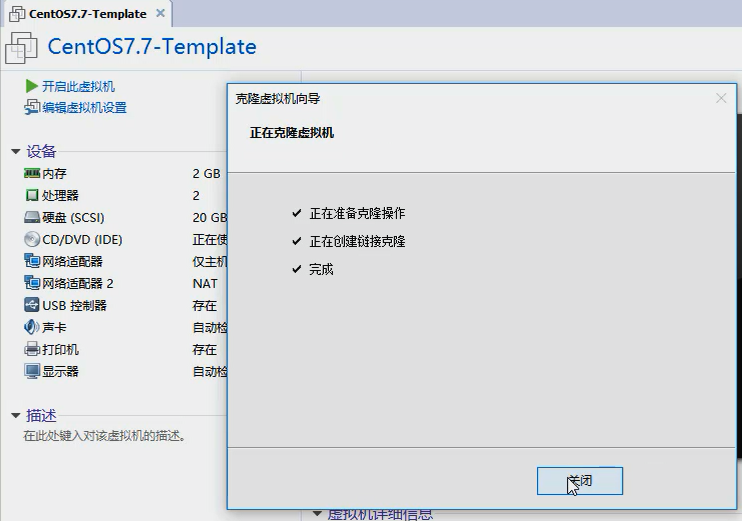 CentOS7.7-Template
CentOS7.7-Template
开启此虚拟机
编辑虚拟机设置
设备
内存 2 GB
处理器 2
硬盘 (SCSI) 20 GB
CD/DVD (IDE) 正在使
网络适配器 仅主机
网络适配器 2 NAT
USB 控制器 存在
声卡 自动检
打印机 存在
显示器 自动检
描述
在此处键入对该虚拟机的描述。
克隆虚拟机向导
正在克隆虚拟机
正在准备克隆操作
正在创建链接克隆
完成
关闭
虚拟机详细信息